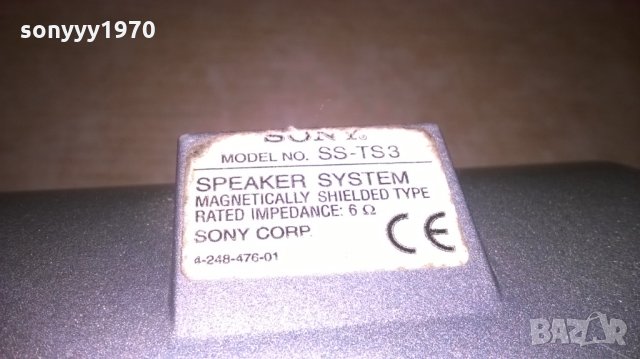 sonyyy1970
SONY®
MODEL NO. SS-TS3
SPEAKER SYSTEM
MAGNETICALLY SHIELDED TYPE
RATED IMPEDANCE: 6 Ω
SONY CORP.
CE
4-248-476-01
BAZAR